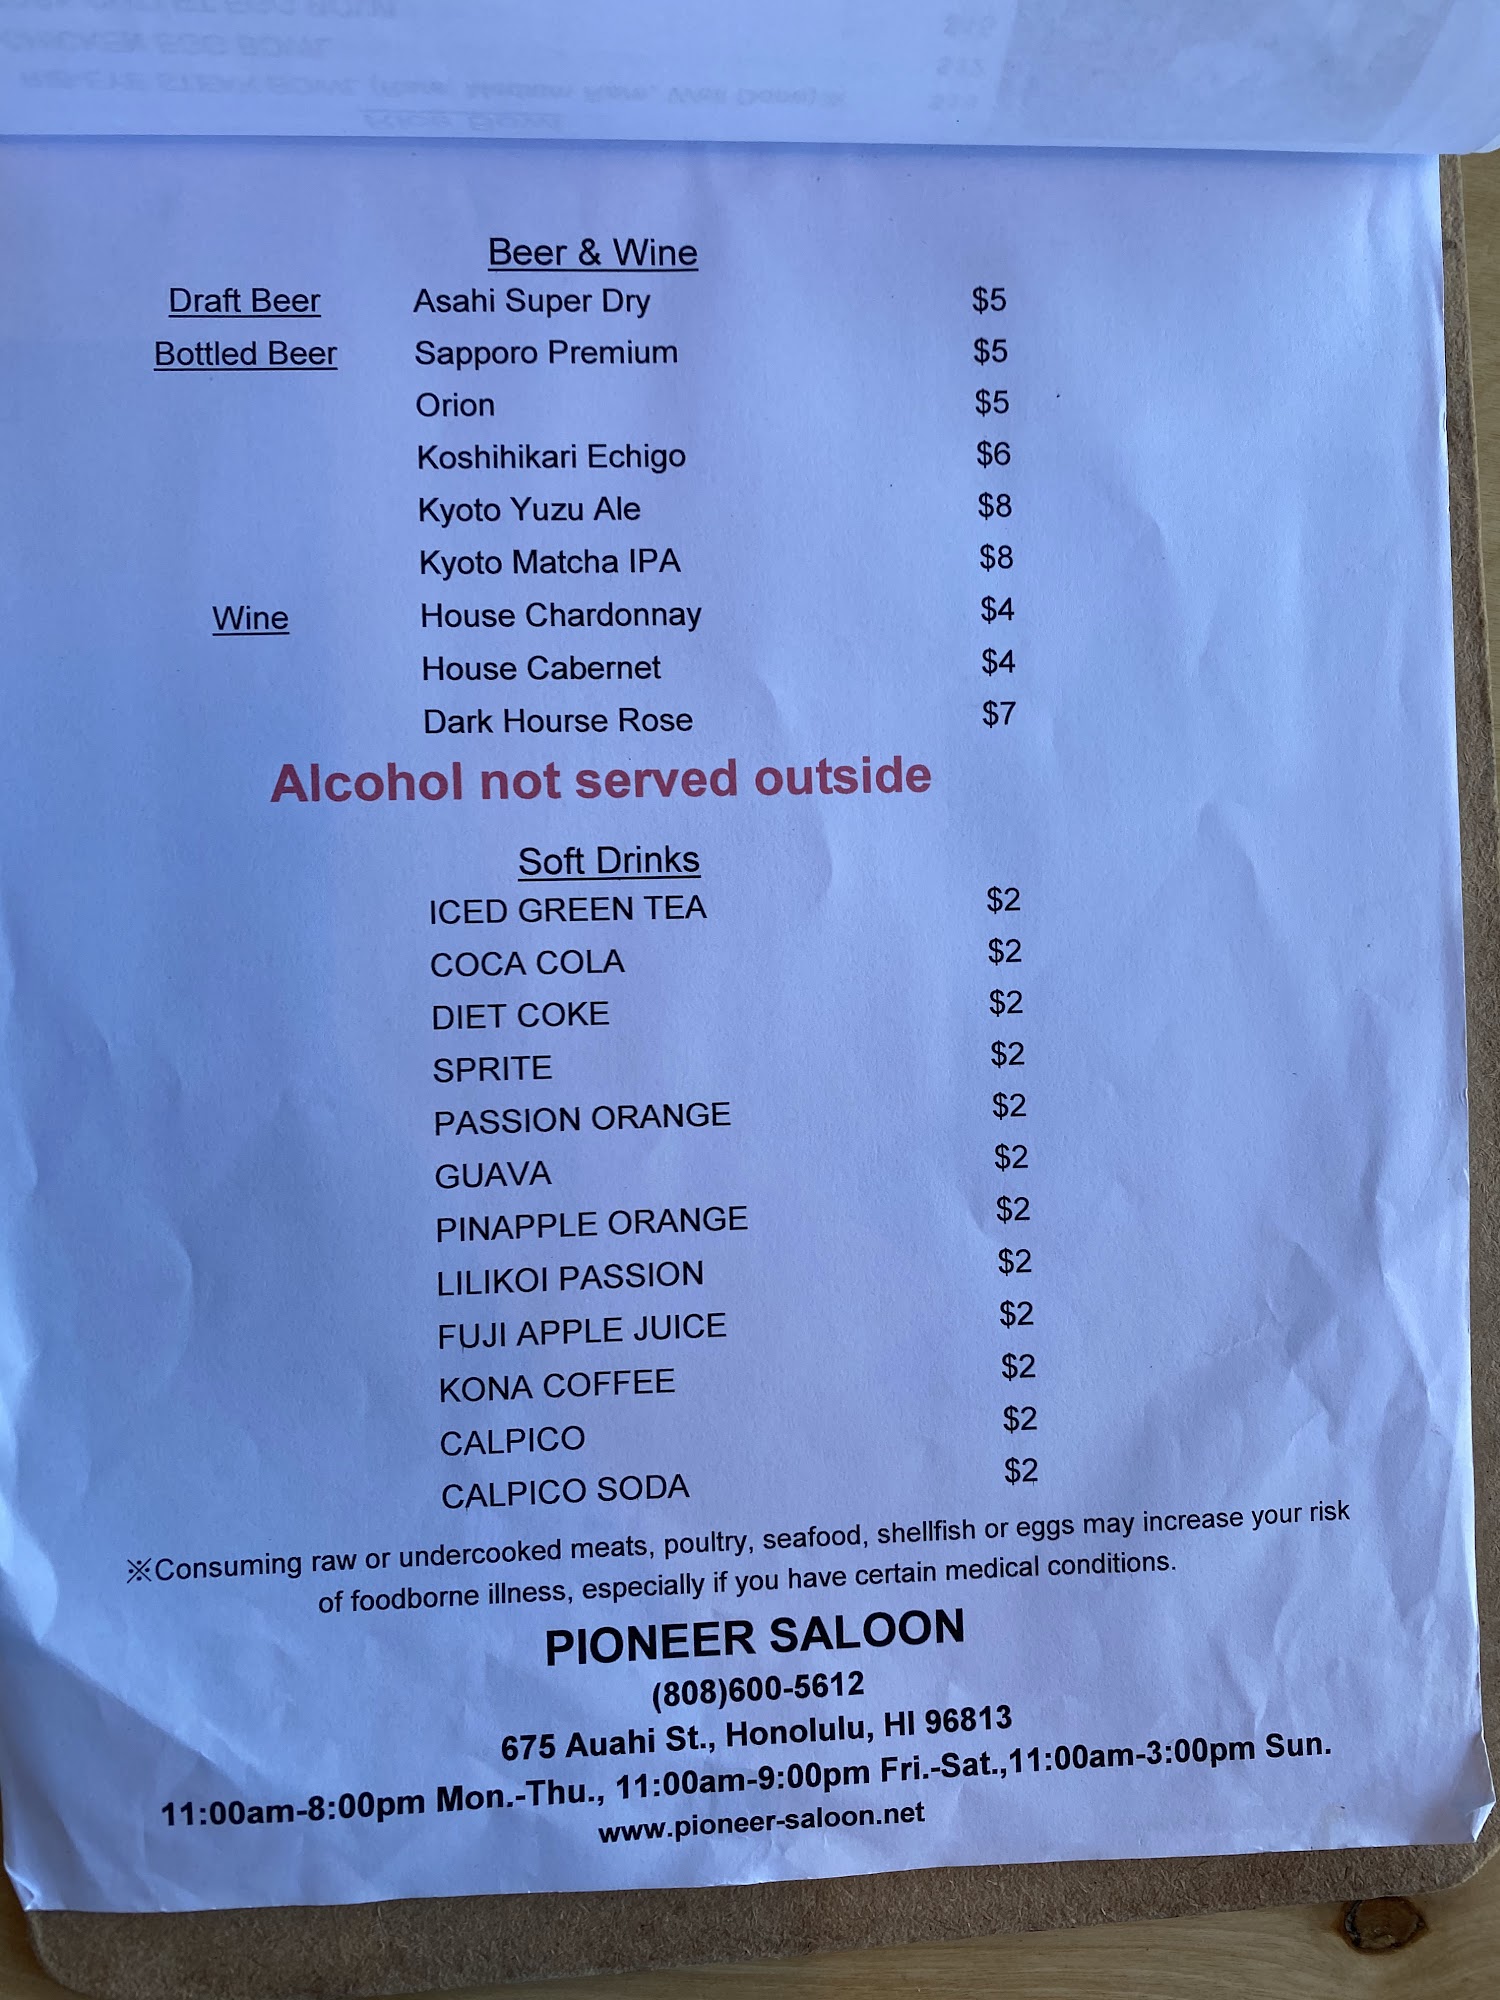 Beer & Wine
Draft Beer Asahi Super Dry $5
Bottled Beer Sapporo Premium $5
Orion $5
Koshihikari Echigo $6
Kyoto Yuzu Ale $8
Kyoto Matcha IPA $8
Wine House Chardonnay $4
House Cabernet $4
Dark Hourse Rose $7
Alcohol not served outside
Soft Drinks
ICED GREEN TEA $2
COCA COLA $2
DIET COKE $2
SPRITE $2
PASSION ORANGE $2
GUAVA $2
PINAPPLE ORANGE $2
LILIKOI PASSION $2
FUJI APPLE JUICE $2
KONA COFFEE $2
CALPICO $2
CALPICO SODA $2
※Consuming raw or undercooked meats, poultry, seafood, shellfish or eggs may increase your risk
of foodborne illness, especially if you have certain medical conditions.
PIONEER SALOON
(808)600-5612
675 Auahi St., Honolulu, HI 96813
11:00am-8:00pm Mon.-Thu., 11:00am-9:00pm Fri.-Sat.,11:00am-3:00pm Sun.
www.pioneer-saloon.net